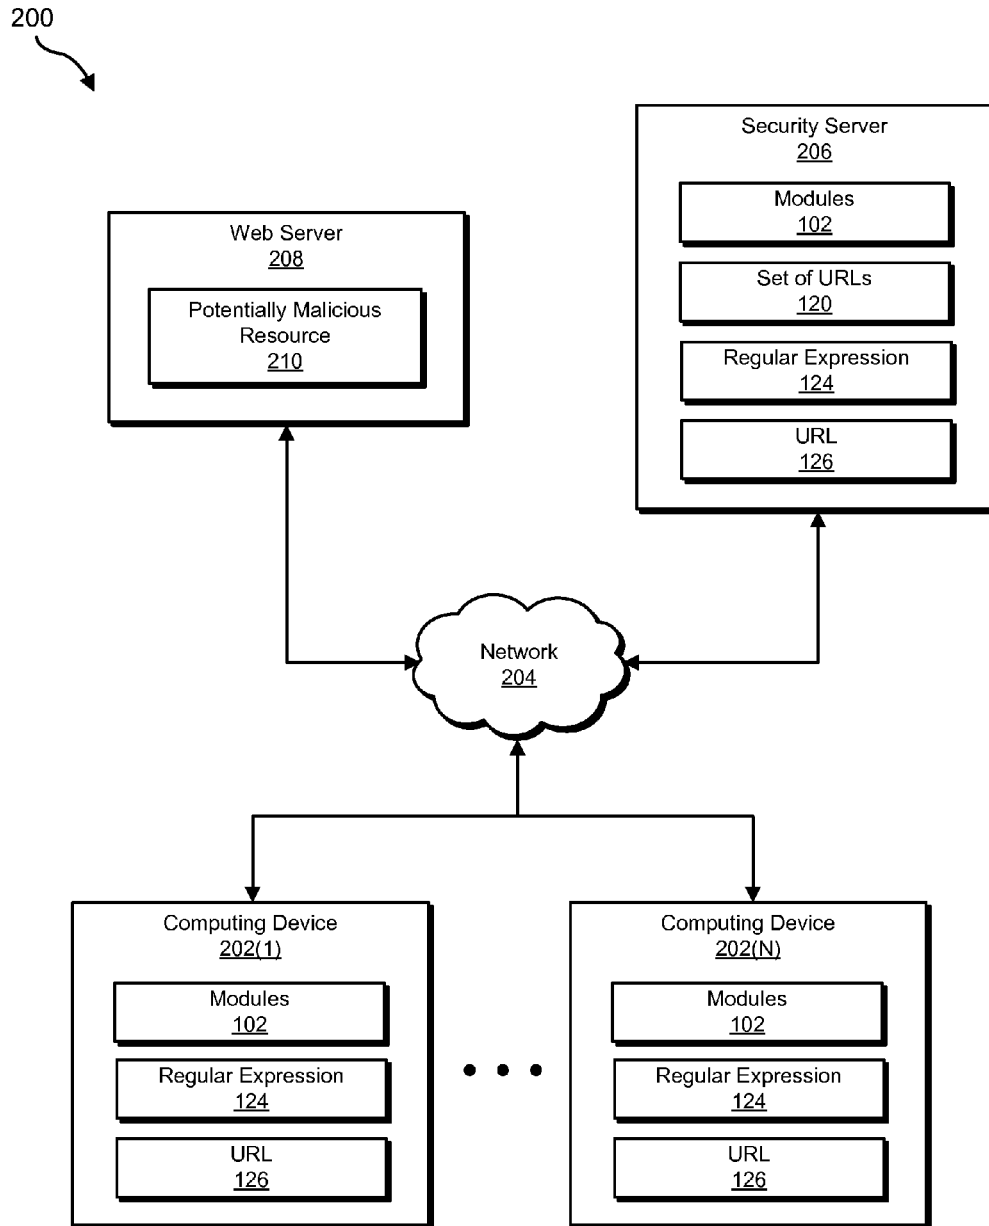 200
Security Server
206
Modules
102
Set of URLs
120
Regular Expression
124
URL
126
Web Server
208
Potentially Malicious
Resource
210
Network
204
Computing Device
202(1)
Modules
102
Regular Expression
124
URL
126
Computing Device
202(N)
Modules
102
Regular Expression
124
URL
126